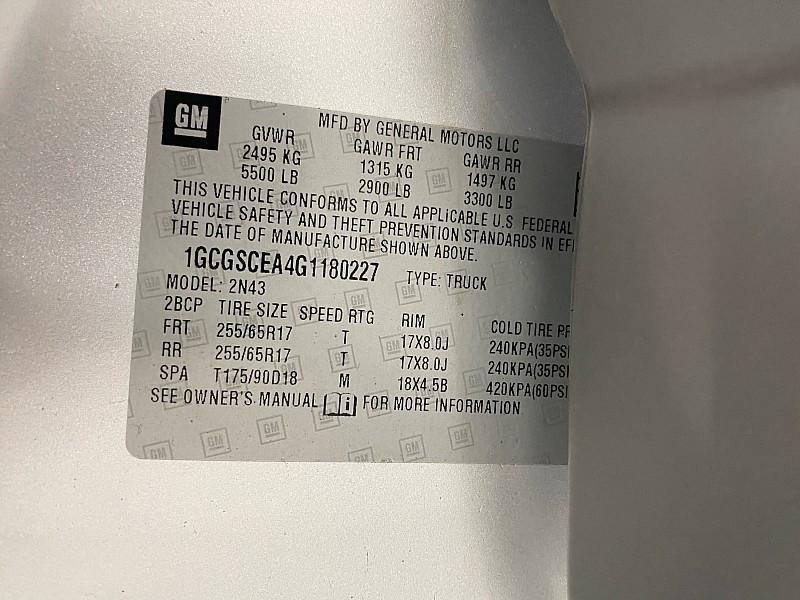 GM
MFD BY GENERAL MOTORS LLC
GVWR GAWR FRT GAWR RR
2495 KG 1315 KG 1497 KG
5500 LB 2900 LB 3300 LB
THIS VEHICLE CONFORMS TO ALL APPLICABLE U.S. FEDERAL
VEHICLE SAFETY AND THEFT PREVENTION STANDARDS IN
THE DATE OF MANUFACTURE SHOWN ABOVE.
1GCGSCEA4G1180227 TYPE: TRUCK
MODEL: 2N43
2BCP TIRE SIZE SPEED RTG RIM COLD TIRE
FRT 255/65R17 T 17X8.0J 240KPA(35PSI
RR 255/65R17 T 17X8.0J 240KPA(35PSI
SPA T175/90D18 M 18X4.5B 420KPA(60PSI
SEE OWNER'S MANUAL i FOR MORE INFORMATION